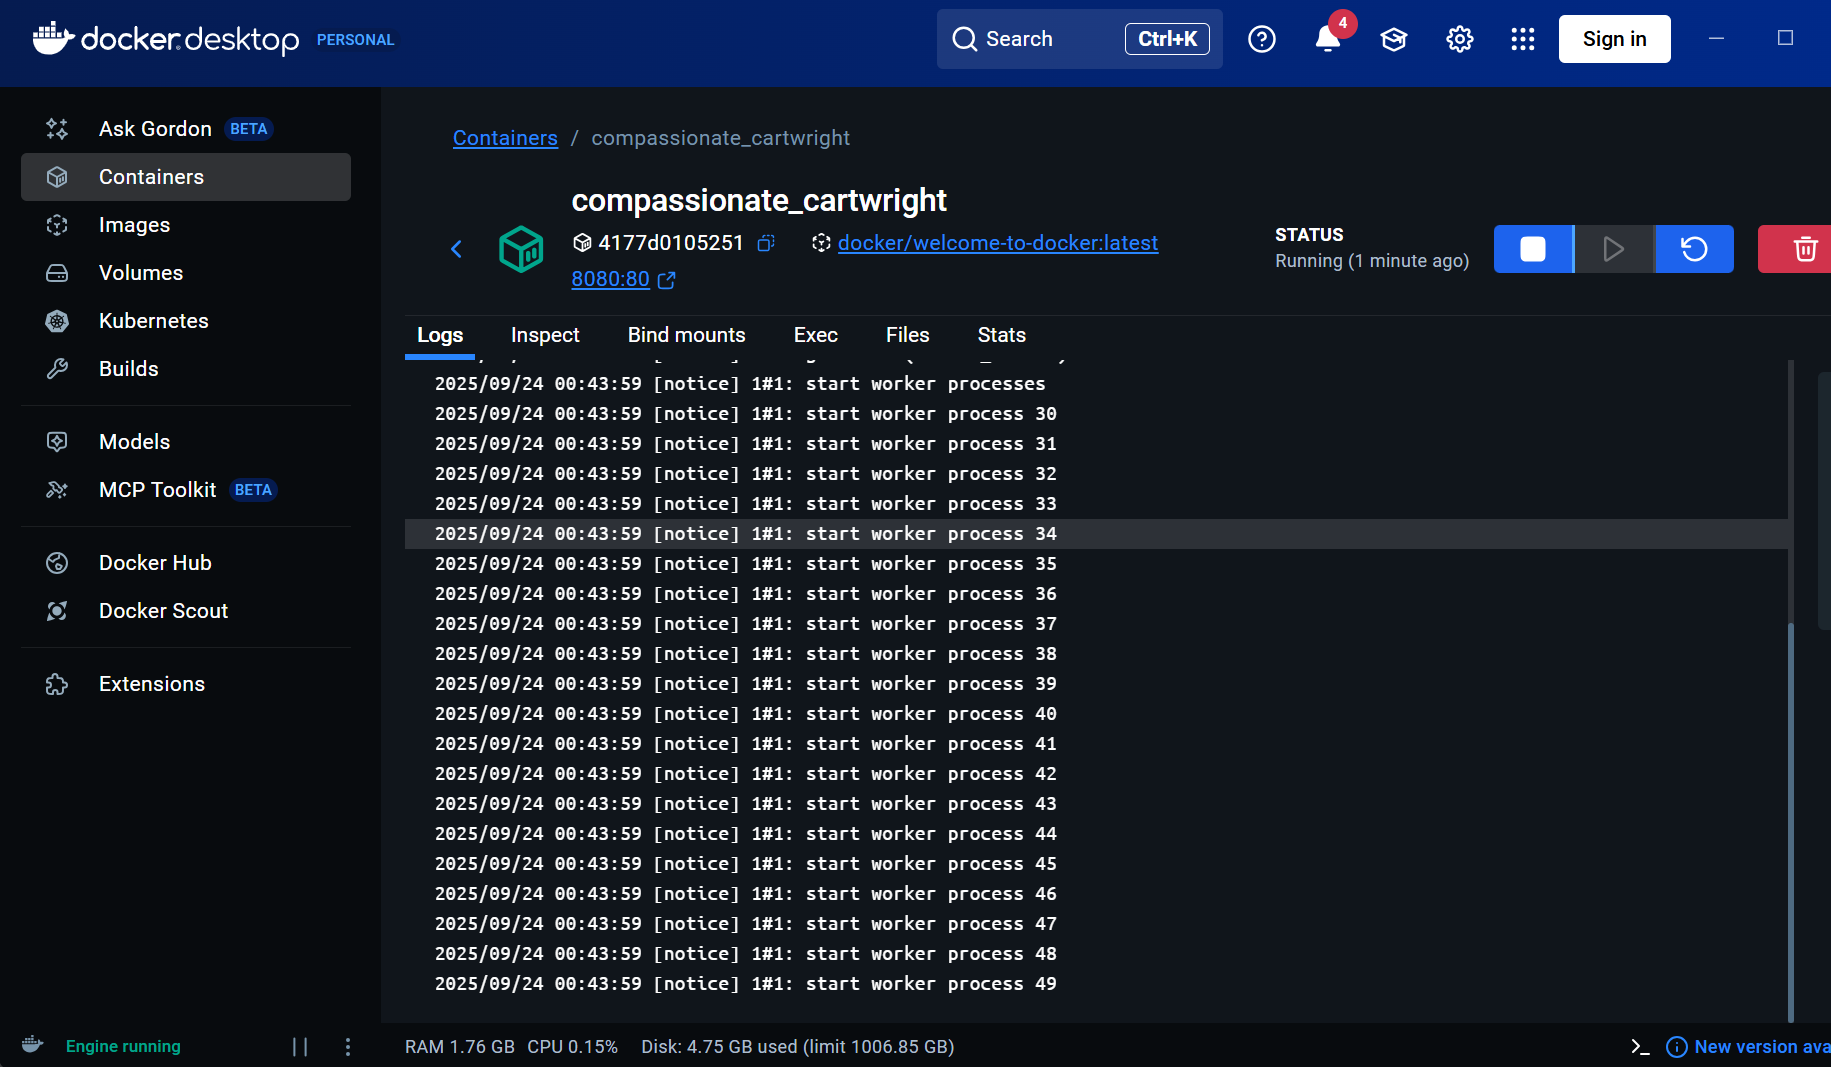 docker.desktop PERSONAL
Search Ctrl+K
4
Sign in
Ask Gordon BETA
Containers
Images
Volumes
Kubernetes
Builds
Models
MCP Toolkit BETA
Docker Hub
Docker Scout
Extensions
Containers / compassionate_cartwright
compassionate_cartwright
4177d0105251 docker/welcome-to-docker:latest
8080:80
STATUS
Running (1 minute ago)
Logs Inspect Bind mounts Exec Files Stats
2025/09/24 00:43:59 [notice] 1#1: start worker processes
2025/09/24 00:43:59 [notice] 1#1: start worker process 30
2025/09/24 00:43:59 [notice] 1#1: start worker process 31
2025/09/24 00:43:59 [notice] 1#1: start worker process 32
2025/09/24 00:43:59 [notice] 1#1: start worker process 33
2025/09/24 00:43:59 [notice] 1#1: start worker process 34
2025/09/24 00:43:59 [notice] 1#1: start worker process 35
2025/09/24 00:43:59 [notice] 1#1: start worker process 36
2025/09/24 00:43:59 [notice] 1#1: start worker process 37
2025/09/24 00:43:59 [notice] 1#1: start worker process 38
2025/09/24 00:43:59 [notice] 1#1: start worker process 39
2025/09/24 00:43:59 [notice] 1#1: start worker process 40
2025/09/24 00:43:59 [notice] 1#1: start worker process 41
2025/09/24 00:43:59 [notice] 1#1: start worker process 42
2025/09/24 00:43:59 [notice] 1#1: start worker process 43
2025/09/24 00:43:59 [notice] 1#1: start worker process 44
2025/09/24 00:43:59 [notice] 1#1: start worker process 45
2025/09/24 00:43:59 [notice] 1#1: start worker process 46
2025/09/24 00:43:59 [notice] 1#1: start worker process 47
2025/09/24 00:43:59 [notice] 1#1: start worker process 48
2025/09/24 00:43:59 [notice] 1#1: start worker process 49
Engine running
RAM 1.76 GB CPU 0.15% Disk: 4.75 GB used (limit 1006.85 GB)
New version ava